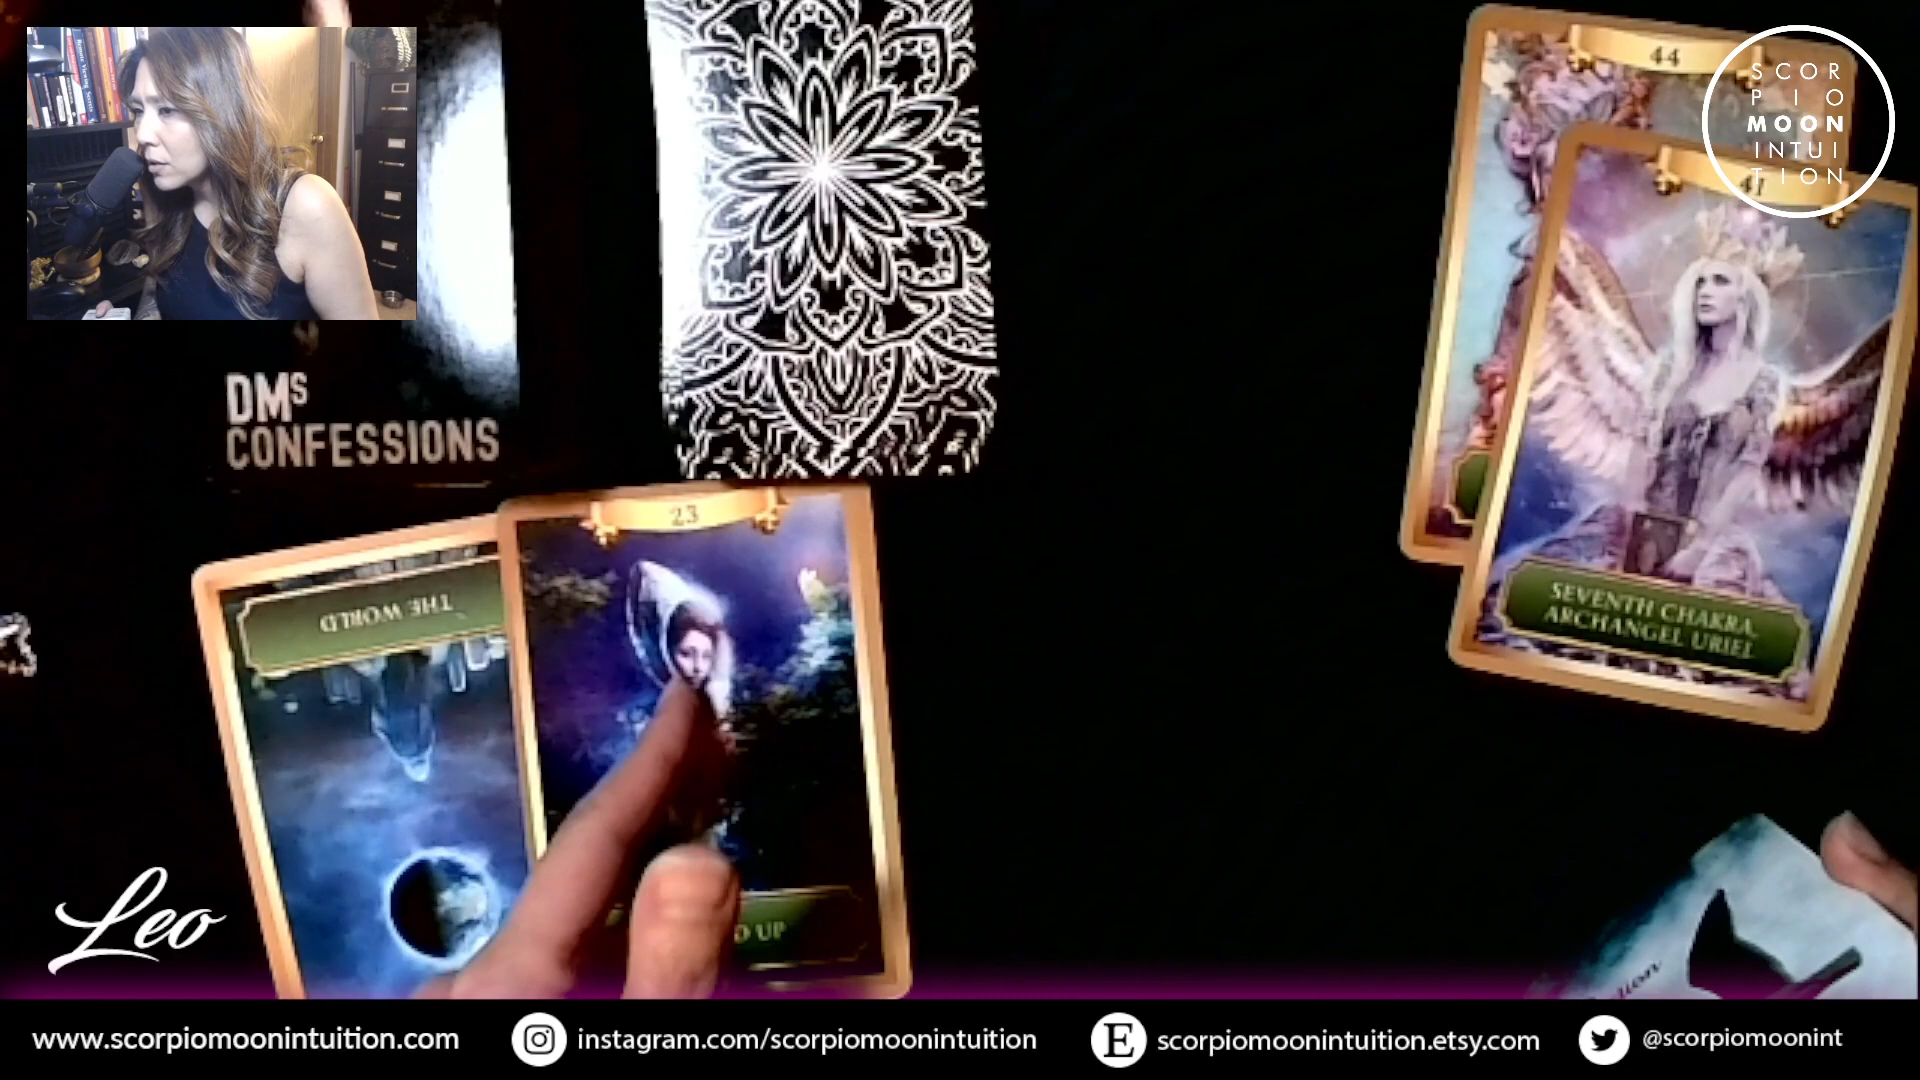 44
SCOR
PIO
MOON
INTUI
TION
DMS
CONFESSIONS
23
THE WORLD
SEVENTH CHAKRA
ARCHANGEL URIEL
UP
Leo
www.scorpiomoonintuition.com
instagram.com/scorpiomoonintuition
E
scorpiomoonintuition.etsy.com
@scorpiomoonint